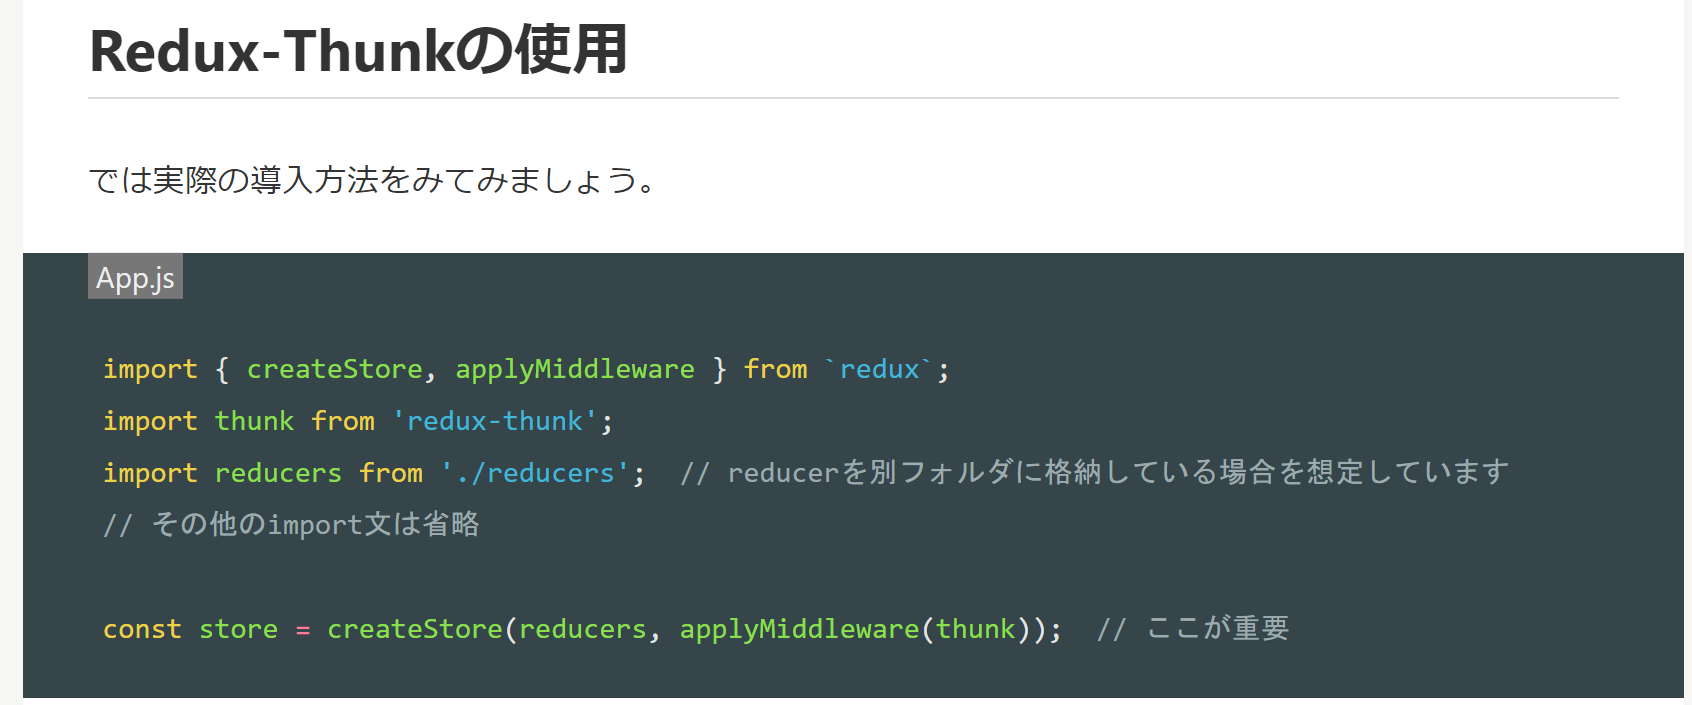 Redux-Thunkの使用
では実際の導入方法をみてみましょう。
App.js
import { createStore, applyMiddleware } from `redux`;
import thunk from 'redux-thunk';
import reducers from './reducers';  // reducerを別フォルダに格納している場合を想定しています
// その他のimport文は省略
const store = createStore(reducers, applyMiddleware(thunk));  // ここが重要